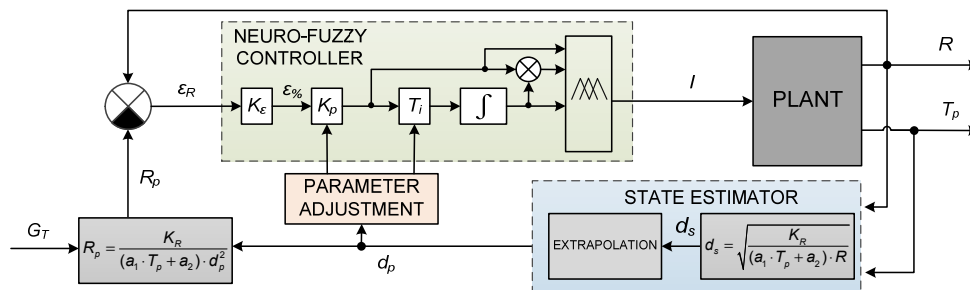 NEURO-FUZZY
CONTROLLER
ε_R
K_ε
ε_%
K_p
T_i
∫
I
PLANT
R
T_p
R_p
PARAMETER
ADJUSTMENT
STATE ESTIMATOR
G_T
R_p = K_R / ((a_1 · T_p + a_2) · d_p^2)
d_p
EXTRAPOLATION
d_s
d_s = √(K_R / ((a_1 · T_p + a_2) · R))